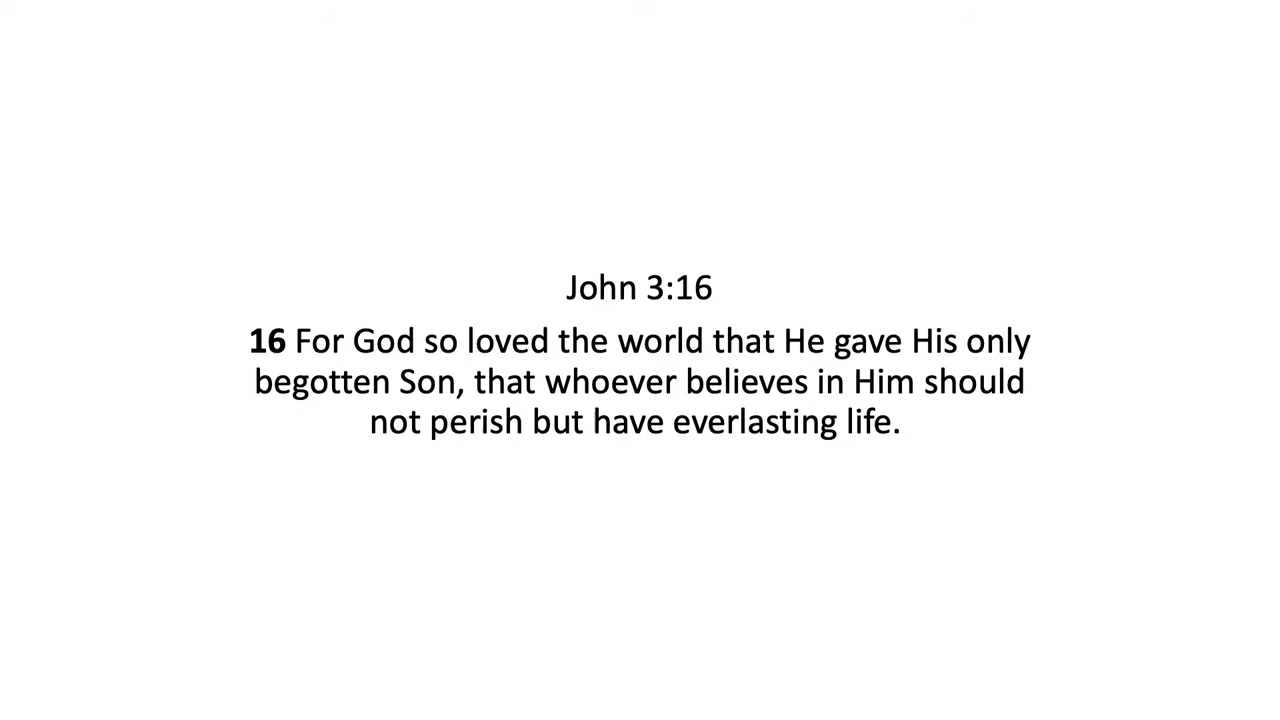 John 3:16
16 For God so loved the world that He gave His only
begotten Son, that whoever believes in Him should
not perish but have everlasting life.